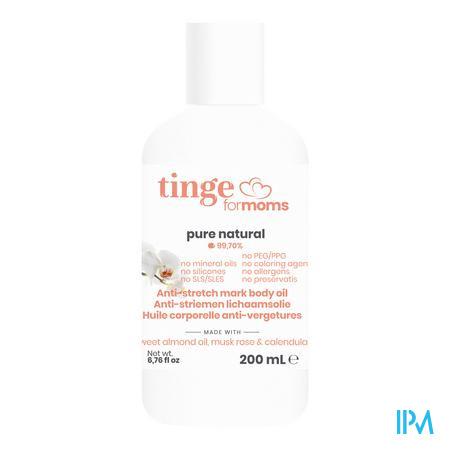 tinge
formoms
pure natural
99,70%
no mineral oils
no silicones
no SLS/SLES
no PEG/PPG
no coloring agen
no allergens
no preservatis
Anti-stretch mark body oil
Anti-striemen lichaamsolie
Huile corporelle anti-vergetures
MADE WITH
weet almond oil, musk rose & calendula
Net wt.
6,76 fl oz
200 mL e
IPM